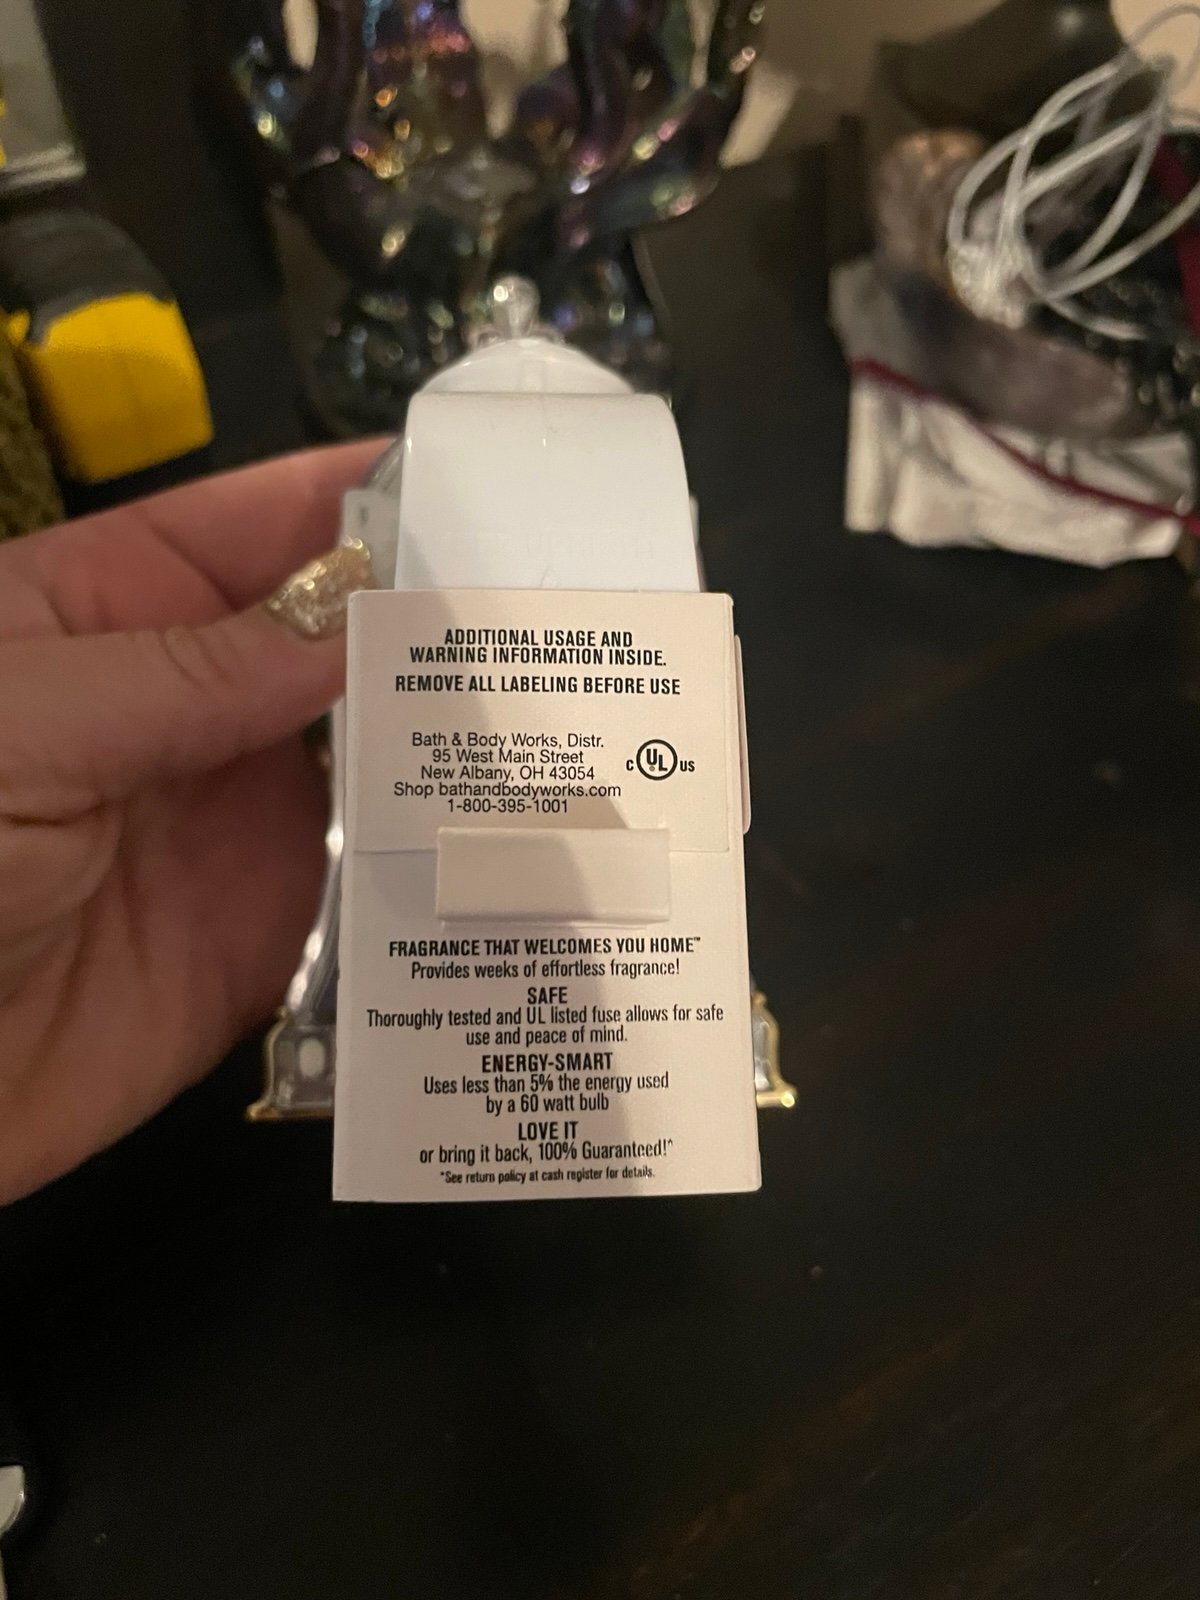 ADDITIONAL USAGE AND
WARNING INFORMATION INSIDE.
REMOVE ALL LABELING BEFORE USE
Bath & Body Works, Distr.
95 West Main Street
New Albany, OH 43054
Shop bathandbodyworks.com
1-800-395-1001
C UL US
FRAGRANCE THAT WELCOMES YOU HOME™
Provides weeks of effortless fragrance!
SAFE
Thoroughly tested and UL listed fuse allows for safe
use and peace of mind.
ENERGY-SMART
Uses less than 5% the energy used
by a 60 watt bulb
LOVE IT
or bring it back, 100% Guaranteed!^
*See return policy at cash register for details.